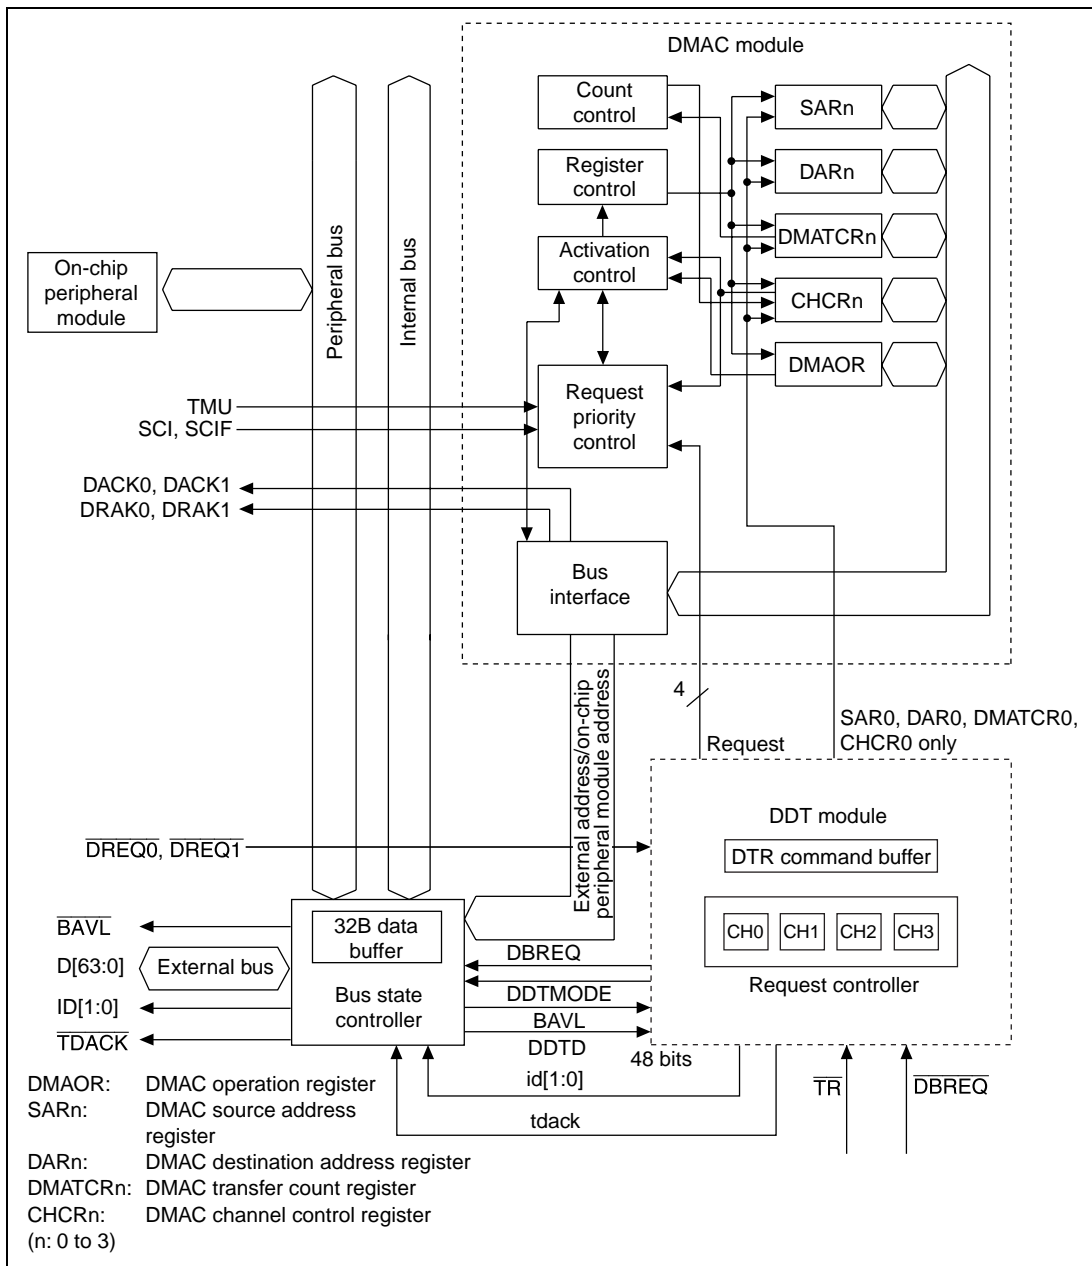 DMAC module
Count
control
SARn
Register
control
DARn
DMATCRn
Activation
control
On-chip
peripheral
module
Peripheral bus
Internal bus
CHCRn
DMAOR
Request
priority
control
TMU
SCI, SCIF
DACK0, DACK1
DRAK0, DRAK1
Bus
interface
4
External address/on-chip
peripheral module address
Request
SAR0, DAR0, DMATCR0,
CHCR0 only
DDT module
DREQ0, DREQ1
DTR command buffer
BAVL
32B data
buffer
CH0 CH1 CH2 CH3
D[63:0]
External bus
DBREQ
Request controller
ID[1:0]
Bus state
controller
DDTMODE
BAVL
TDACK
DDTD
48 bits
id[1:0]
TR
DBREQ
tdack
DMAOR: DMAC operation register
SARn: DMAC source address
register
DARn: DMAC destination address register
DMATCRn: DMAC transfer count register
CHCRn: DMAC channel control register
(n: 0 to 3)